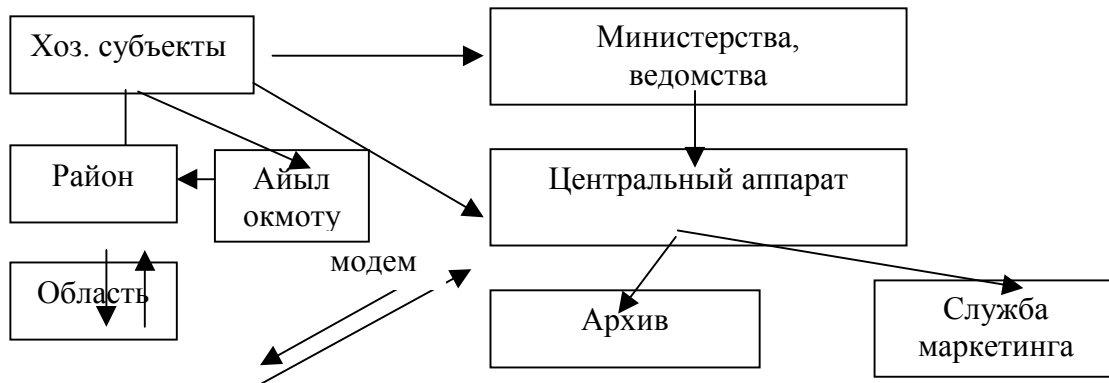 Хоз. субъекты
Министерства,
ведомства
Район
Айыл
окмоту
Центральный аппарат
модем
Область
Архив
Служба
маркетинга